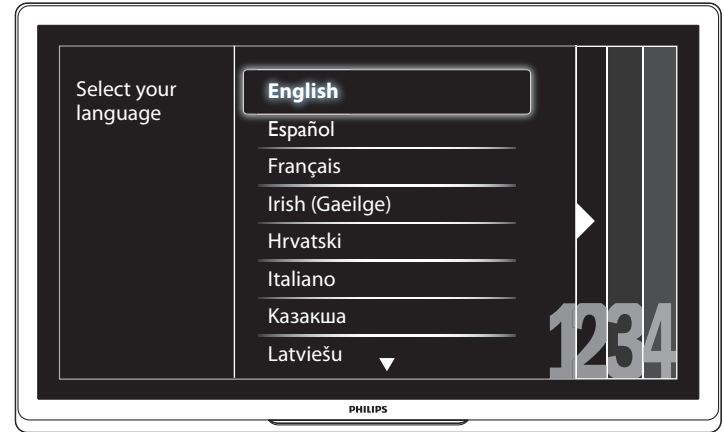 Select your
language
English
Español
Français
Irish (Gaeilge)
Hrvatski
Italiano
Казакша
Latviešu
1234
PHILIPS